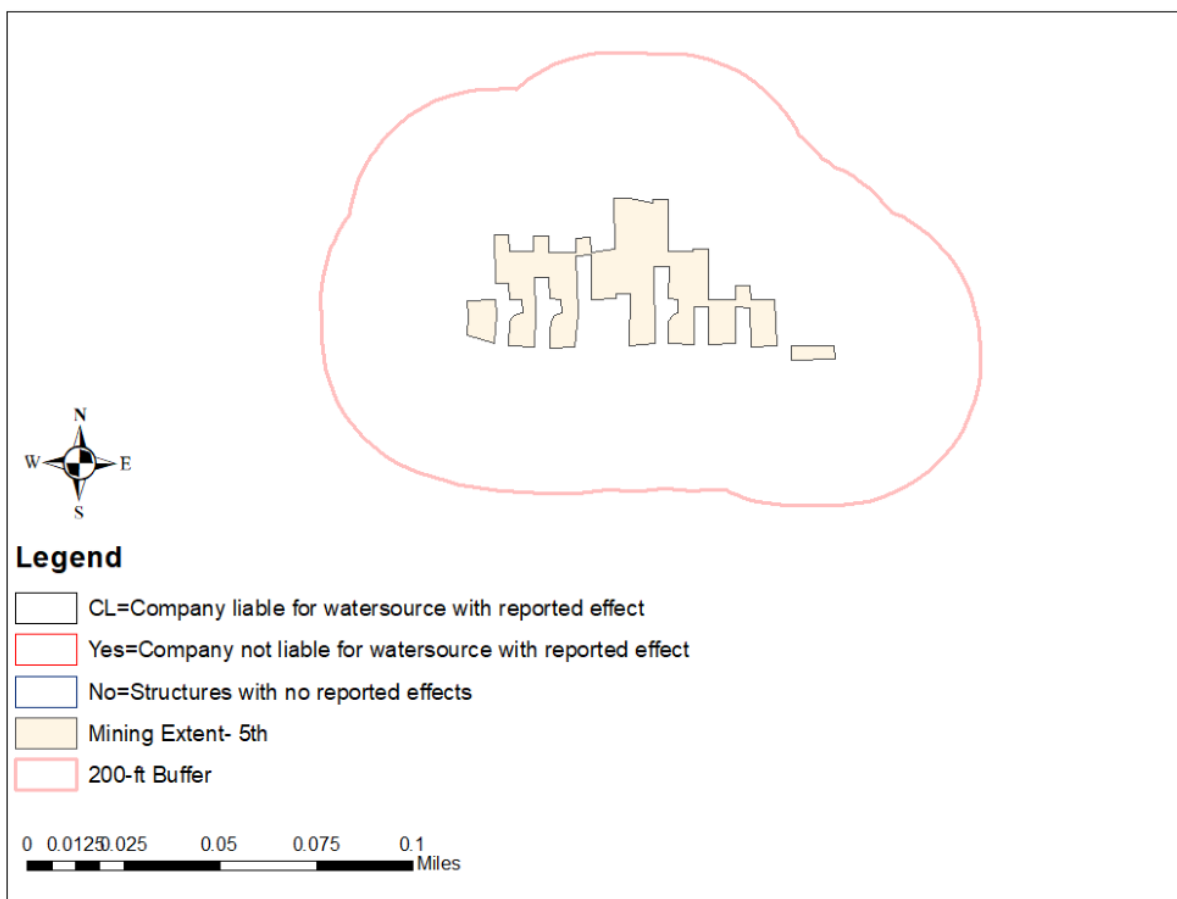 N
W E
S
Legend
CL=Company liable for watersource with reported effect
Yes=Company not liable for watersource with reported effect
No=Structures with no reported effects
Mining Extent- 5th
200-ft Buffer
0 0.0125 0.025 0.05 0.075 0.1
Miles